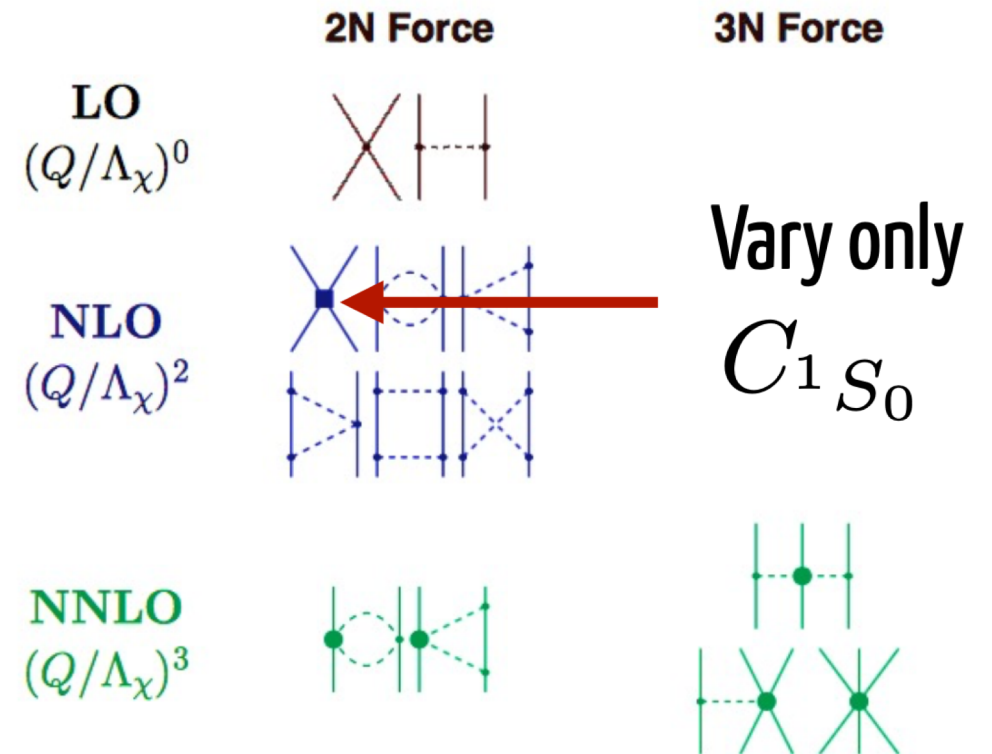 2N Force 3N Force
LO
(Q/Λχ)⁰
Vary only
C₁S₀
NLO
(Q/Λχ)²
NNLO
(Q/Λχ)³